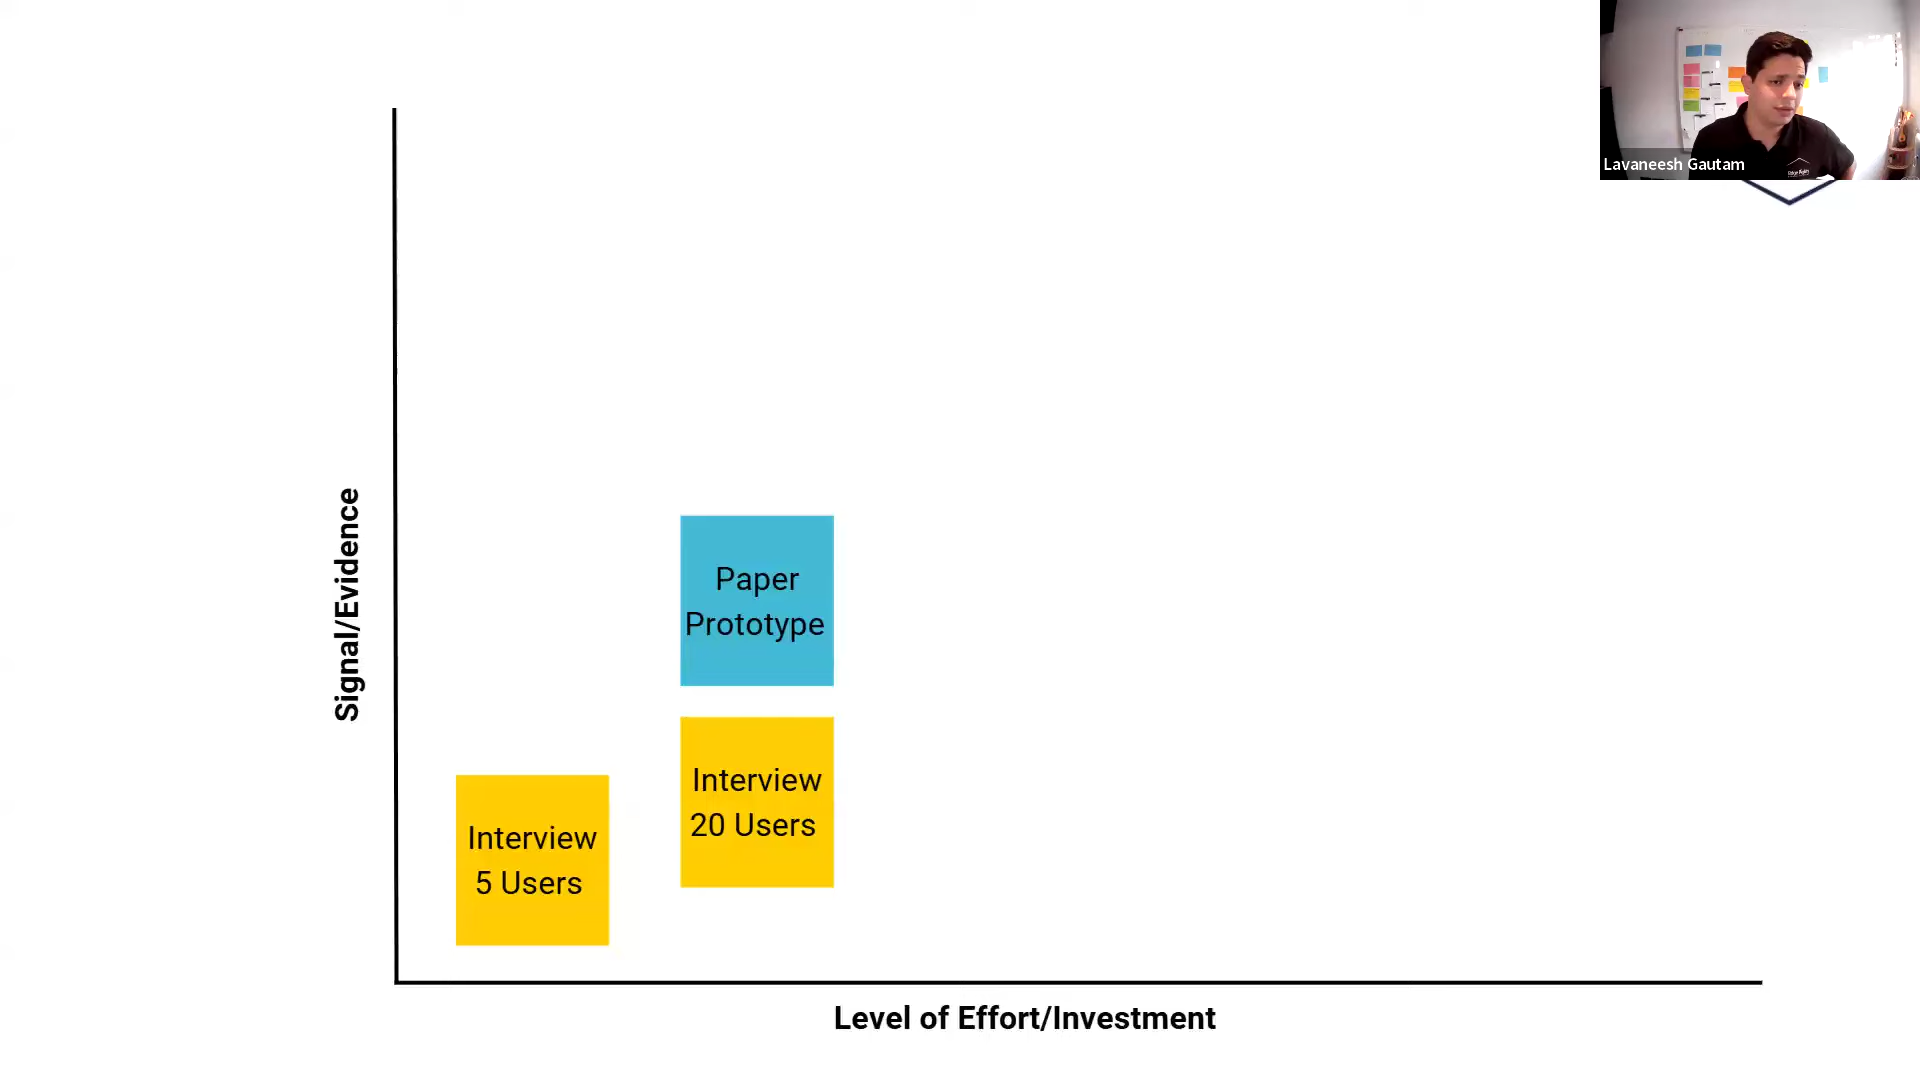 Lavaneesh Gautam
Signal/Evidence
Paper
Prototype
Interview
20 Users
Interview
5 Users
Level of Effort/Investment